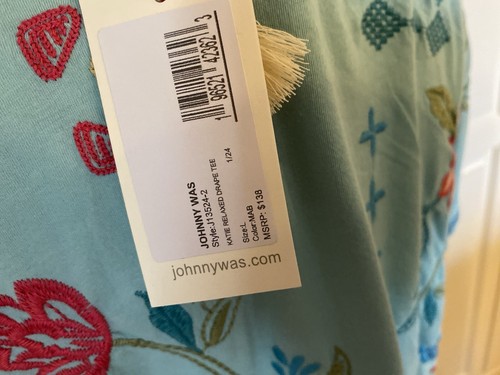 1 96521 42362 3
JOHNNY WAS
Style:J13524-2
KATIE RELAXED DRAPE TEE
1/24
Size:L
Color:MAB
MSRP: $138
johnnywas.com